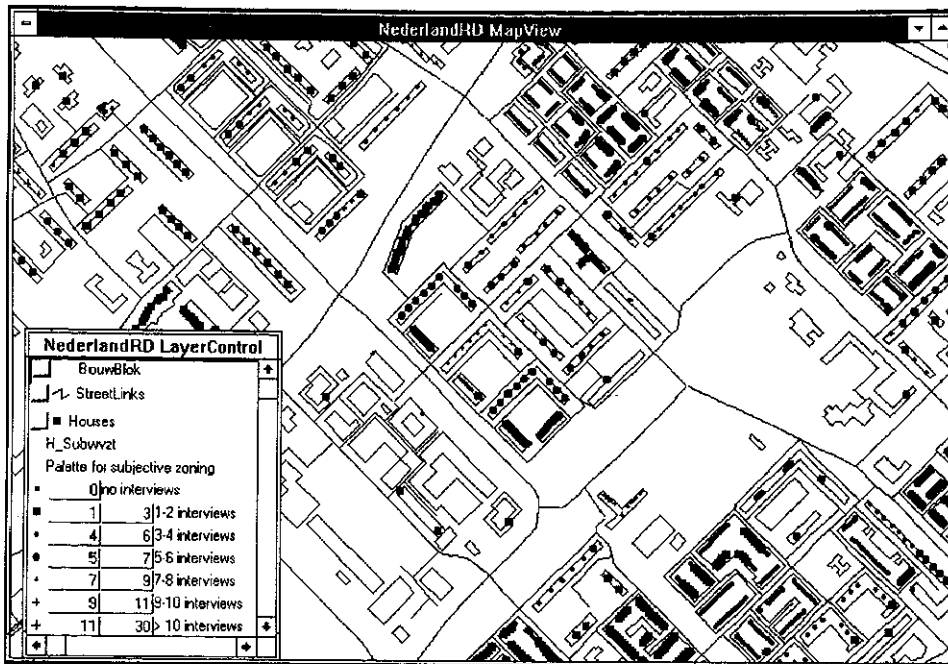 NederlandRD MapView
NederlandRD LayerControl
BouwBlok
StreetLinks
Houses
H_Subwvzt
Palette for subjective zoning
0 no interviews
1 3 1-2 interviews
4 6 3-4 interviews
5 7 5-6 interviews
7 9 7-8 interviews
9 11 9-10 interviews
11 30 > 10 interviews